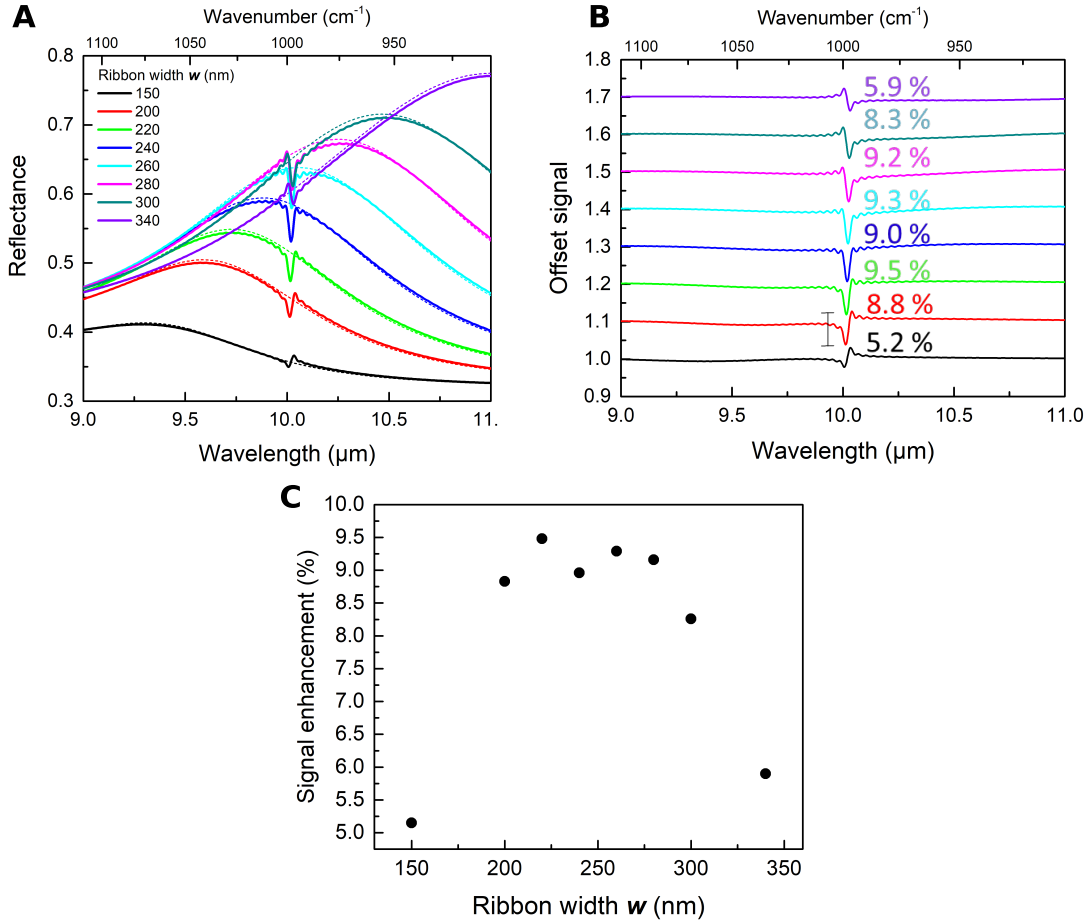 A
Wavenumber (cm⁻¹)
1100 1050 1000 950
0.8
0.7
0.6
0.5
0.4
0.3
Reflectance
Ribbon width w (nm)
150
200
220
240
260
280
300
340
9.0 9.5 10.0 10.5 11.
Wavelength (μm)
B
Wavenumber (cm⁻¹)
1100 1050 1000 950
1.8
1.7
1.6
1.5
1.4
1.3
1.2
1.1
1.0
0.9
Offset signal
5.9 %
8.3 %
9.2 %
9.3 %
9.0 %
9.5 %
8.8 %
5.2 %
9.0 9.5 10.0 10.5 11.0
Wavelength (μm)
C
10.0
9.5
9.0
8.5
8.0
7.5
7.0
6.5
6.0
5.5
5.0
Signal enhancement (%)
150 200 250 300 350
Ribbon width w (nm)